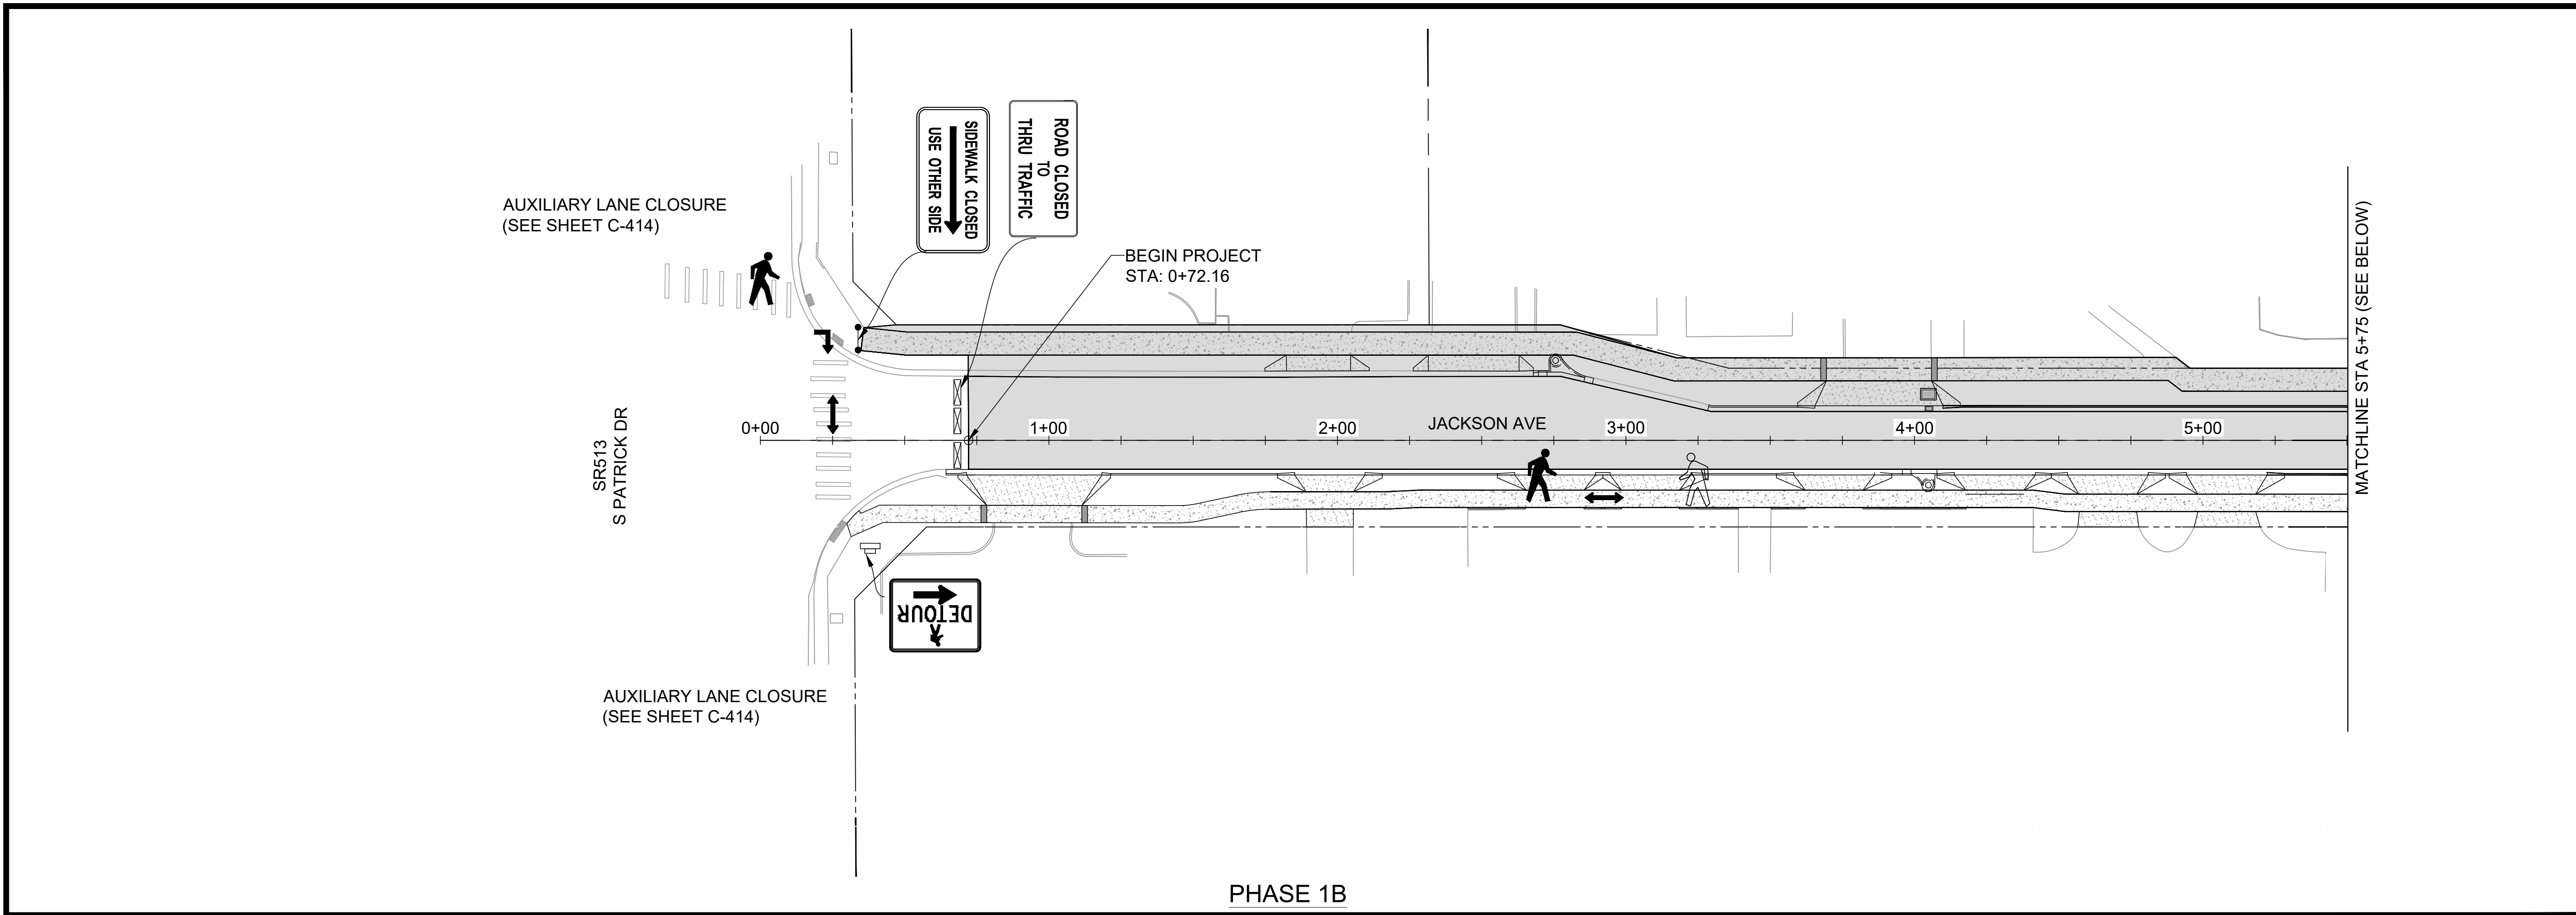 SIDEWALK CLOSED
USE OTHER SIDE
ROAD CLOSED
TO
THRU TRAFFIC
AUXILIARY LANE CLOSURE
(SEE SHEET C-414)
BEGIN PROJECT
STA: 0+72.16
MATCHLINE STA 5+75 (SEE BELOW)
SR513
S PATRICK DR
0+00
1+00
2+00
JACKSON AVE
3+00
4+00
5+00
DETOUR
AUXILIARY LANE CLOSURE
(SEE SHEET C-414)
PHASE 1B